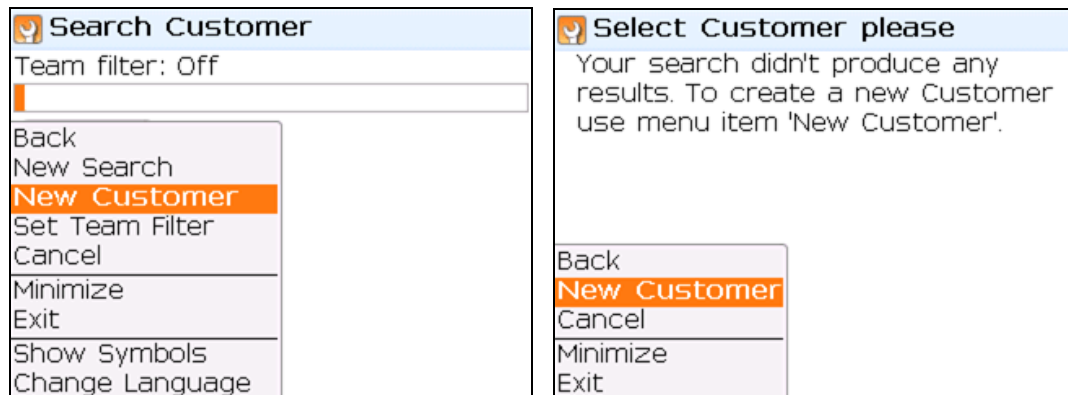 Search Customer
Team filter: Off
Back
New Search
New Customer
Set Team Filter
Cancel
Minimize
Exit
Show Symbols
Change Language
Select Customer please
Your search didn't produce any
results. To create a new Customer
use menu item 'New Customer'.
Back
New Customer
Cancel
Minimize
Exit